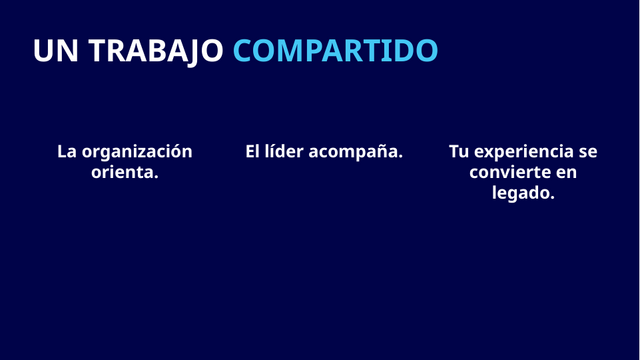 UN TRABAJO COMPARTIDO
La organización
orienta.
El líder acompaña.
Tu experiencia se
convierte en
legado.